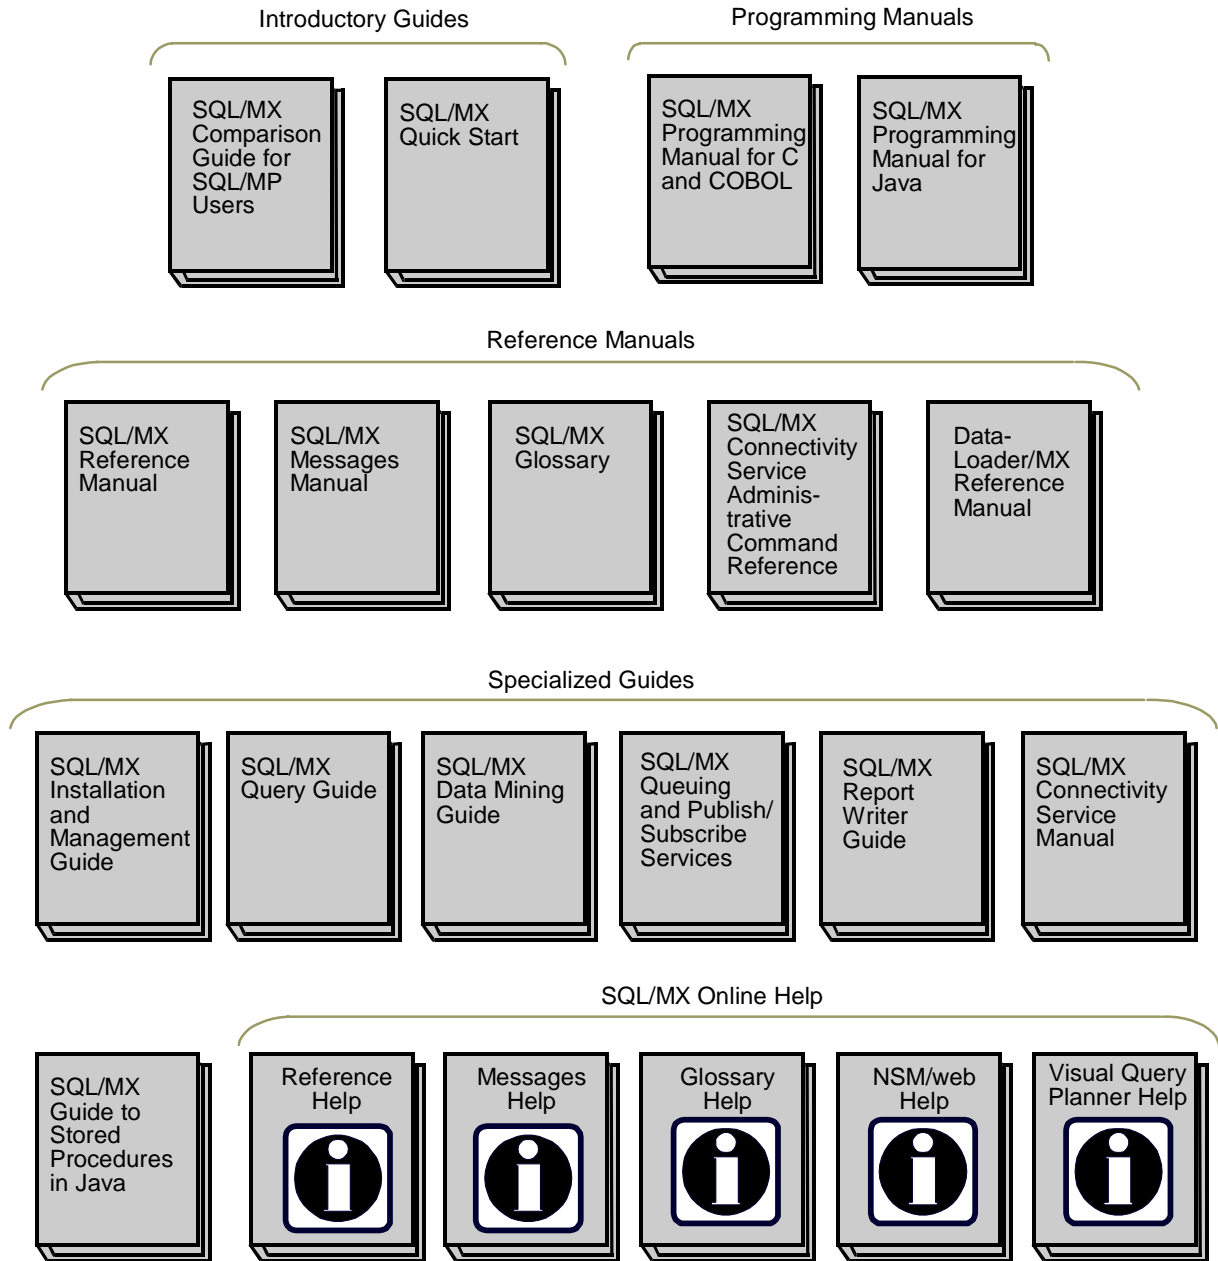 Introductory Guides
Programming Manuals
SQL/MX
Comparison
Guide for
SQL/MP
Users
SQL/MX
Quick Start
SQL/MX
Programming
Manual for C
and COBOL
SQL/MX
Programming
Manual for
Java
Reference Manuals
SQL/MX
Reference
Manual
SQL/MX
Messages
Manual
SQL/MX
Glossary
SQL/MX
Connectivity
Service
Adminis-
trative
Command
Reference
Data-
Loader/MX
Reference
Manual
Specialized Guides
SQL/MX
Installation
and
Management
Guide
SQL/MX
Query Guide
SQL/MX
Data Mining
Guide
SQL/MX
Queuing
and Publish/
Subscribe
Services
SQL/MX
Report
Writer
Guide
SQL/MX
Connectivity
Service
Manual
SQL/MX Online Help
SQL/MX
Guide to
Stored
Procedures
in Java
Reference
Help
Messages
Help
Glossary
Help
NSM/web
Help
Visual Query
Planner Help